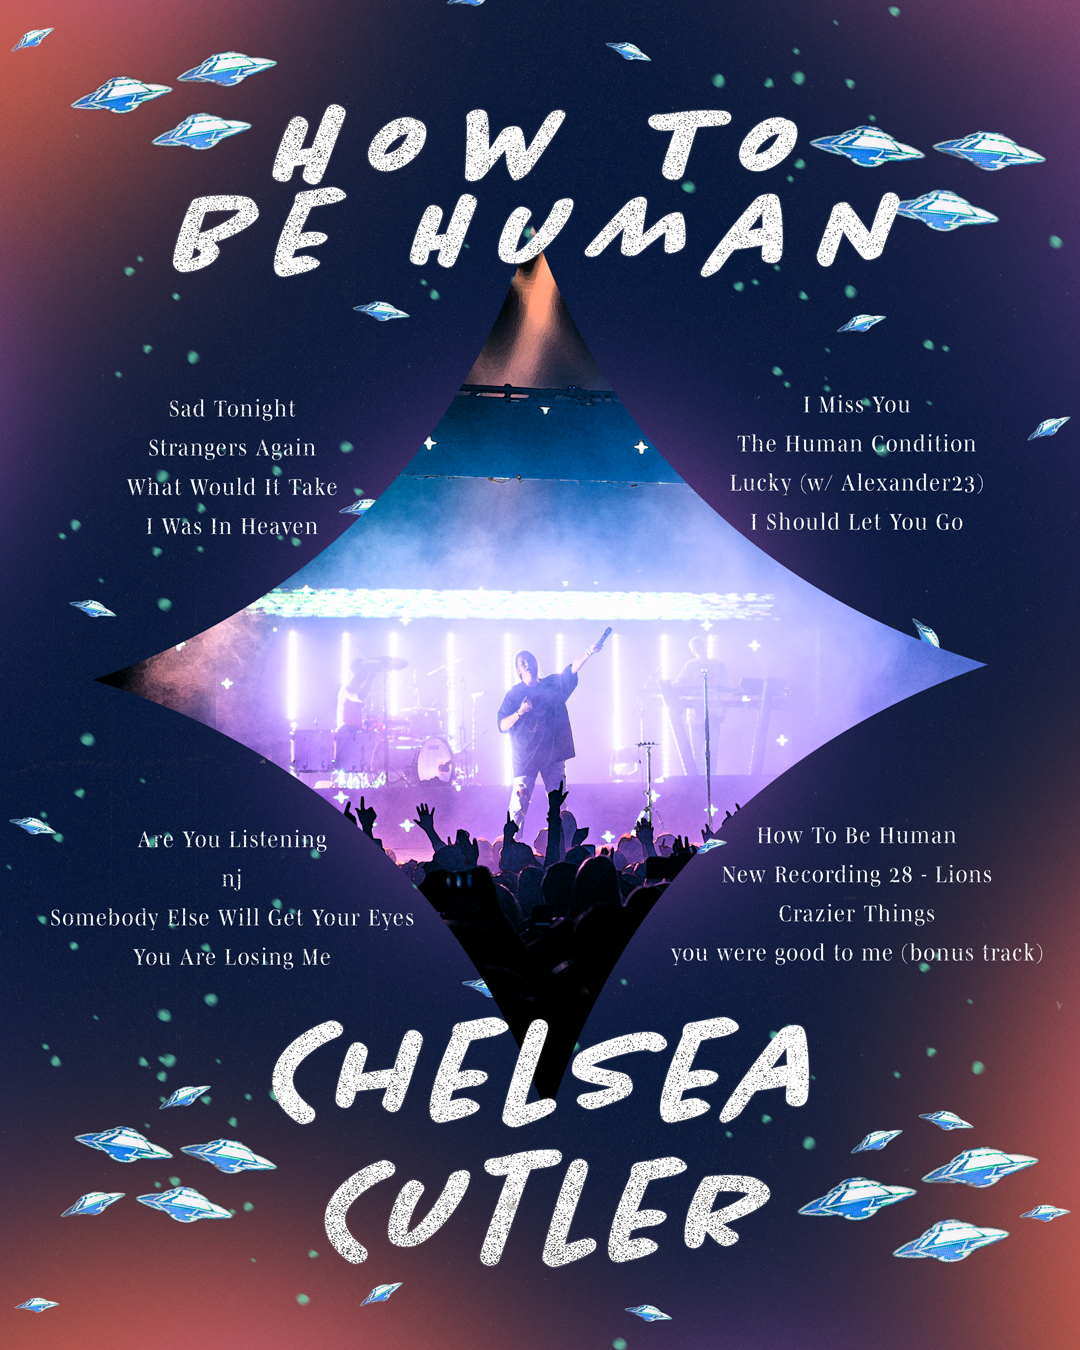 HOW TO
BE HUMAN
Sad Tonight
Strangers Again
What Would It Take
I Was In Heaven
I Miss You
The Human Condition
Lucky (w/ Alexander23)
I Should Let You Go
Are You Listening
nj
Somebody Else Will Get Your Eyes
You Are Losing Me
How To Be Human
New Recording 28 - Lions
Crazier Things
you were good to me (bonus track)
CHELSEA
CUTLER